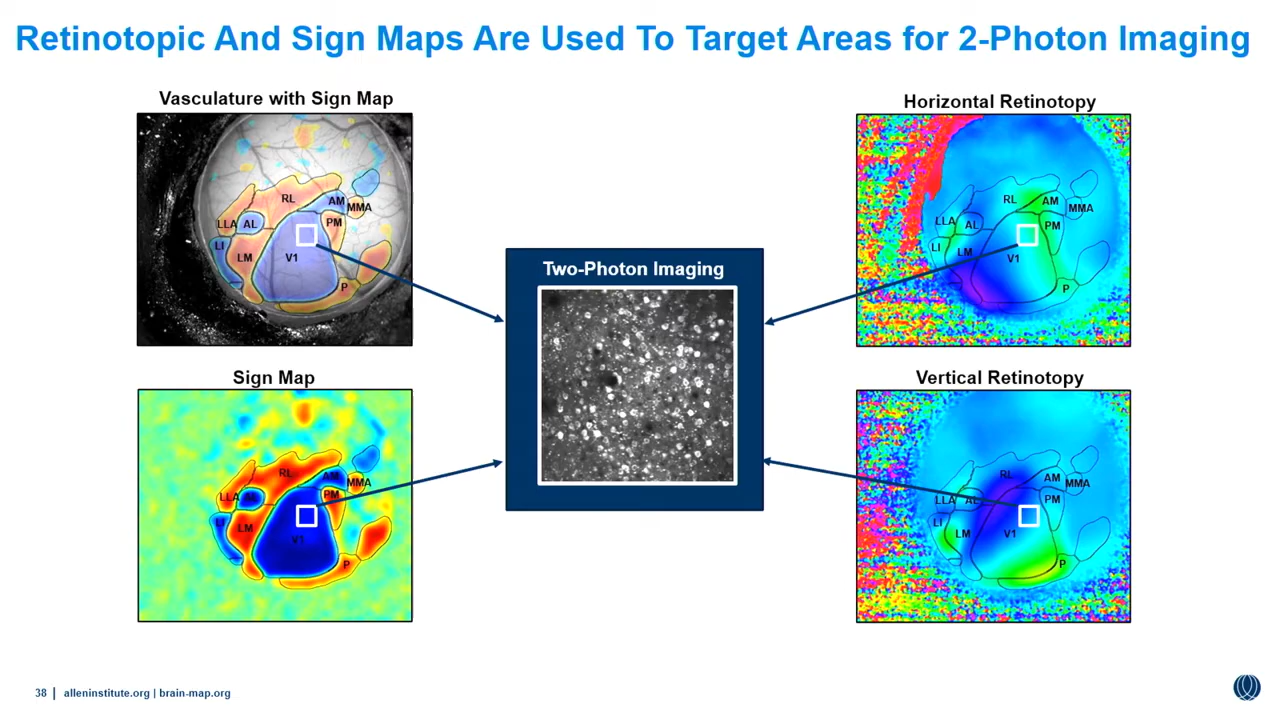 Retinotopic And Sign Maps Are Used To Target Areas for 2-Photon Imaging
Vasculature with Sign Map
RL
AM
MMA
LLA
AL
PM
LI
LM
V1
P
Horizontal Retinotopy
RL
AM
MMA
LLA
AL
PM
LI
LM
V1
P
Two-Photon Imaging
Sign Map
RL
AM
MMA
LLA
AL
PM
LI
LM
V1
P
Vertical Retinotopy
RL
AM
MMA
LLA
AL
PM
LI
LM
V1
P
38 | alleninstitute.org | brain-map.org